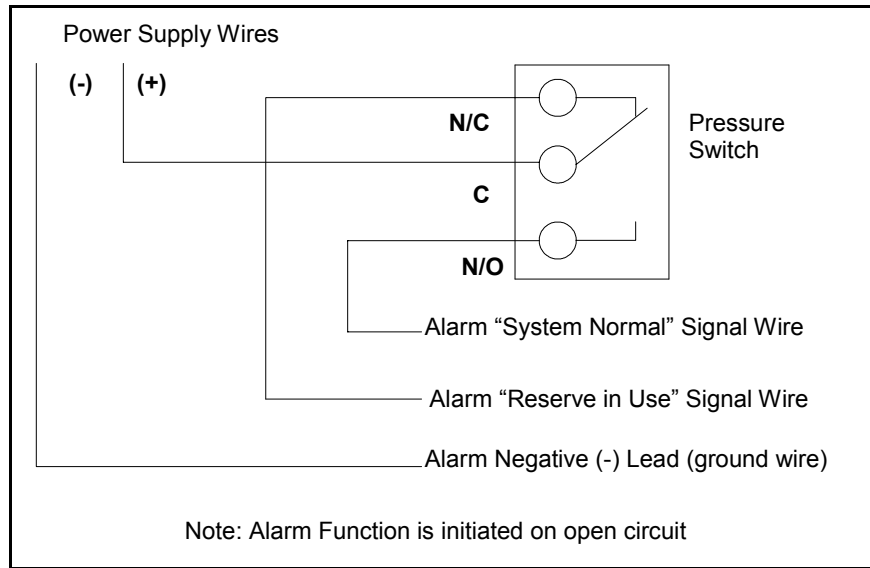 Power Supply Wires
(-) (+)
N/C
Pressure
Switch
C
N/O
Alarm “System Normal” Signal Wire
Alarm “Reserve in Use” Signal Wire
Alarm Negative (-) Lead (ground wire)
Note: Alarm Function is initiated on open circuit